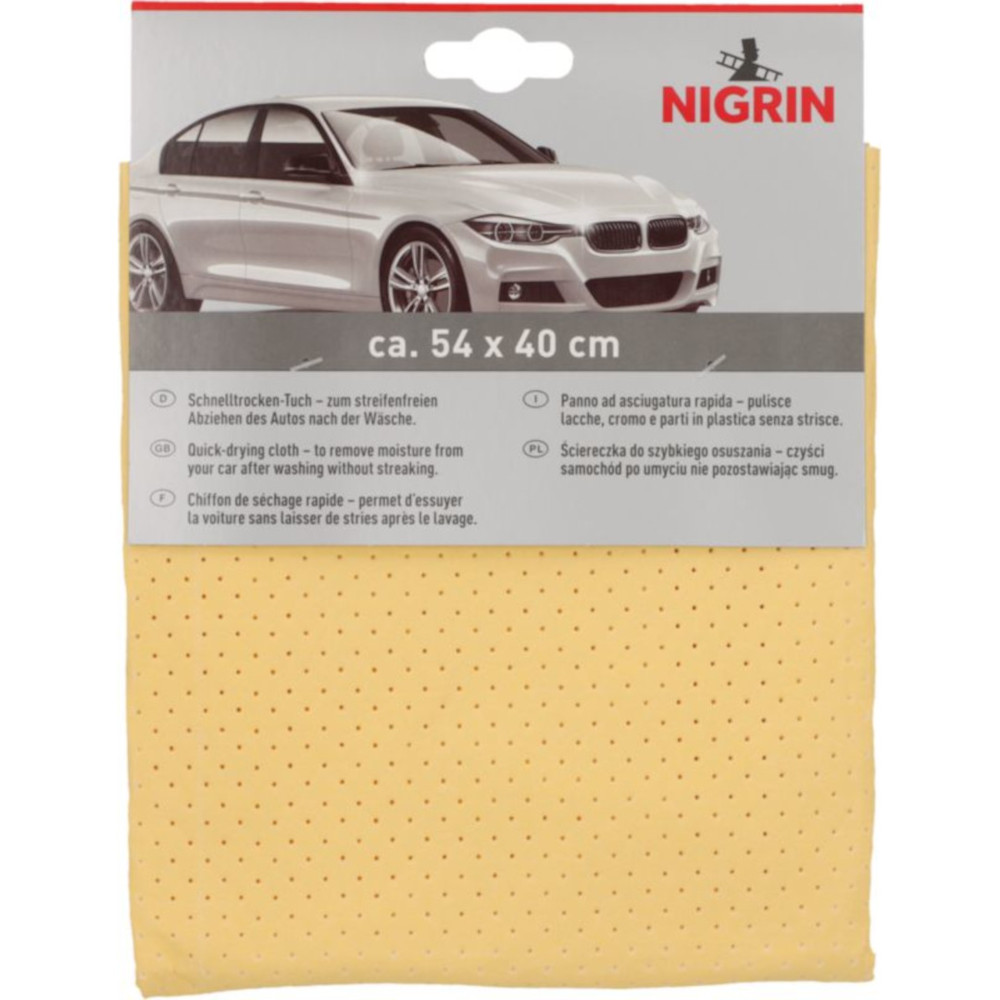 NIGRIN
ca. 54 x 40 cm
D Schnelltrocken-Tuch – zum streifenfreien
Abziehen des Autos nach der Wäsche.
GB Quick-drying cloth – to remove moisture from
your car after washing without streaking.
F Chiffon de séchage rapide – permet d'essuyer
la voiture sans laisser de stries après le lavage.
I Panno ad asciugatura rapida – pulisce
lacche, cromo e parti in plastica senza strisce.
PL Ściereczka do szybkiego osuszania – czyści
samochód po umyciu nie pozostawiając smug.